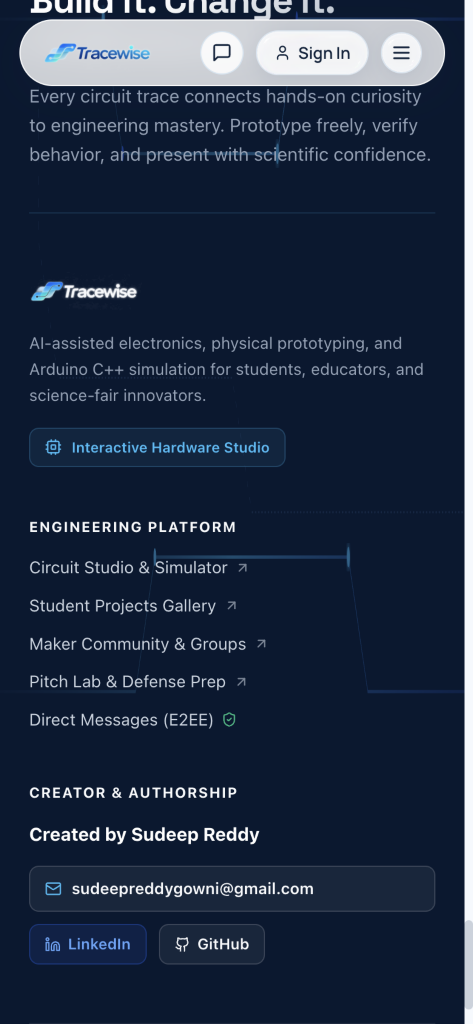 Build it. Change it.
Tracewise
Sign In
Every circuit trace connects hands-on curiosity
to engineering mastery. Prototype freely, verify
behavior, and present with scientific confidence.
Tracewise
AI-assisted electronics, physical prototyping, and
Arduino C++ simulation for students, educators, and
science-fair innovators.
Interactive Hardware Studio
ENGINEERING PLATFORM
Circuit Studio & Simulator
Student Projects Gallery
Maker Community & Groups
Pitch Lab & Defense Prep
Direct Messages (E2EE)
CREATOR & AUTHORSHIP
Created by Sudeep Reddy
sudeepreddygowni@gmail.com
LinkedIn
GitHub